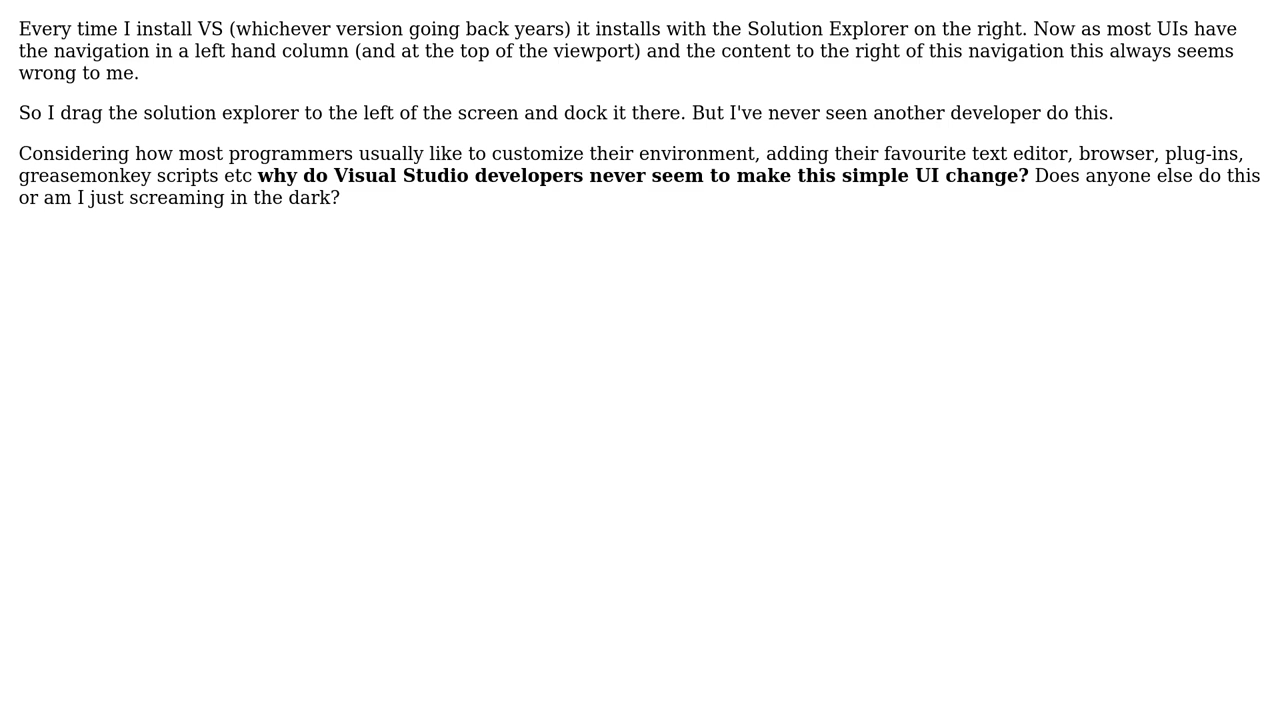 Every time I install VS (whichever version going back years) it installs with the Solution Explorer on the right. Now as most UIs have
the navigation in a left hand column (and at the top of the viewport) and the content to the right of this navigation this always seems
wrong to me.
So I drag the solution explorer to the left of the screen and dock it there. But I've never seen another developer do this.
Considering how most programmers usually like to customize their environment, adding their favourite text editor, browser, plug-ins,
greasemonkey scripts etc why do Visual Studio developers never seem to make this simple UI change? Does anyone else do this
or am I just screaming in the dark?